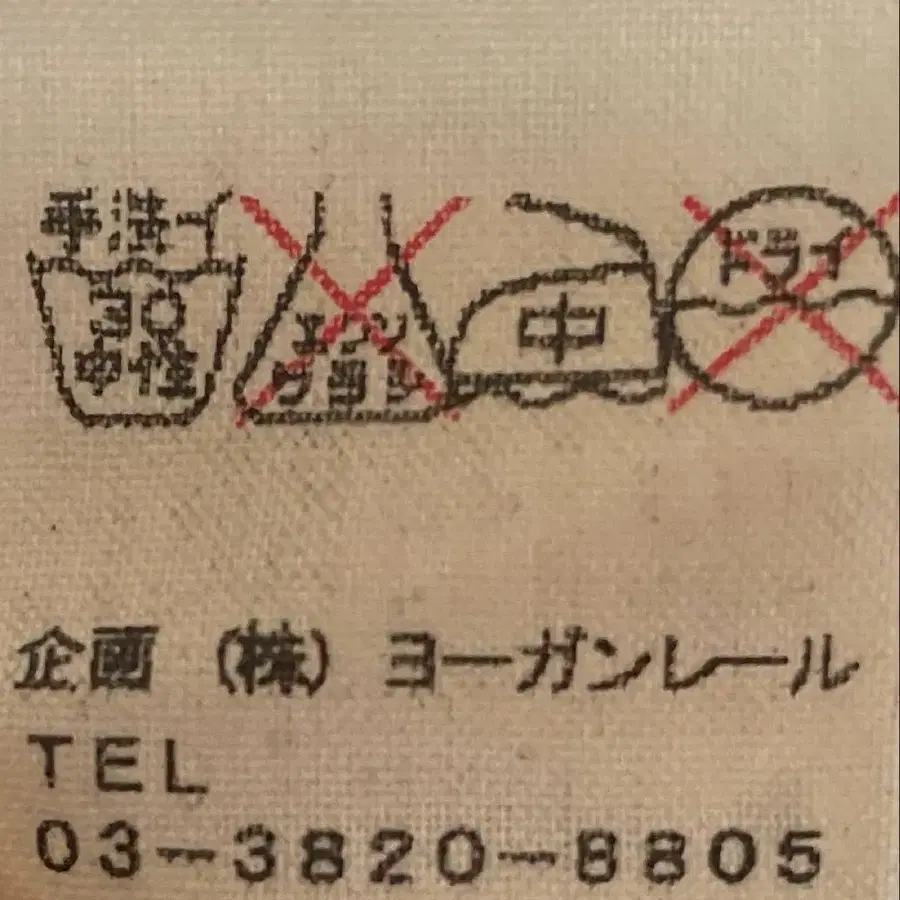 手洗イ
30
中性
エンソ
サラシ
中
ドライ
企画 (株) ヨーガンレール
TEL
03-3820-8805